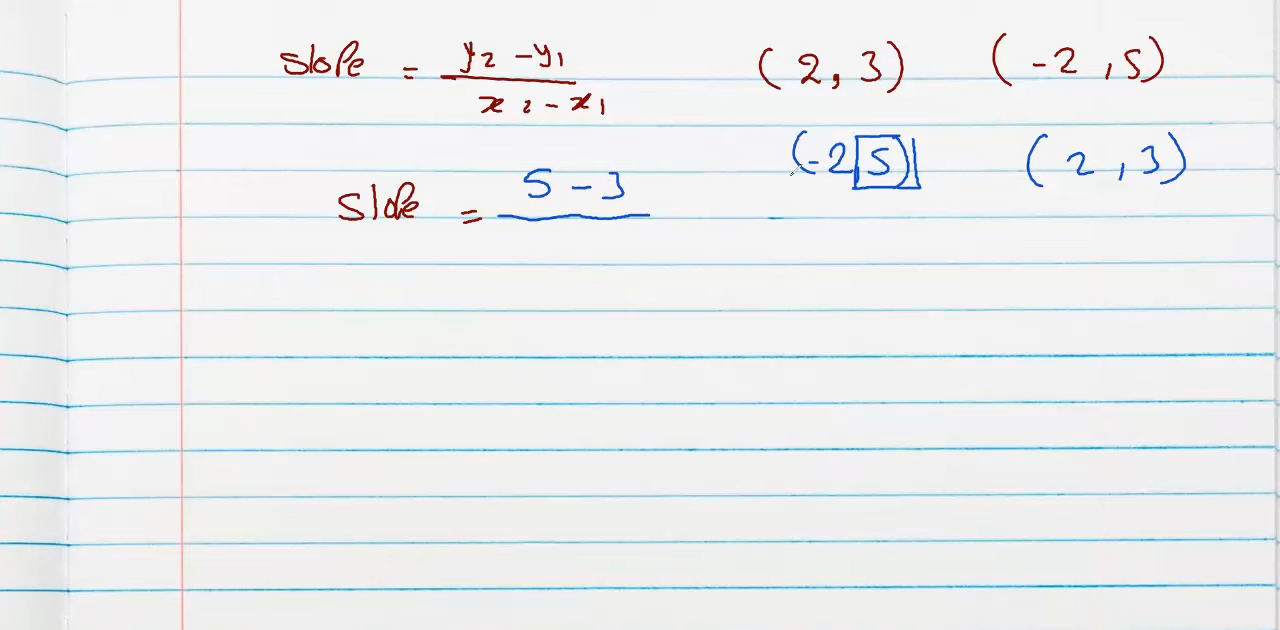 slope = y₂ - y₁ / x₂ - x₁ (2, 3) (-2, 5)
(-2 5) (2, 3)
slope = 5 - 3